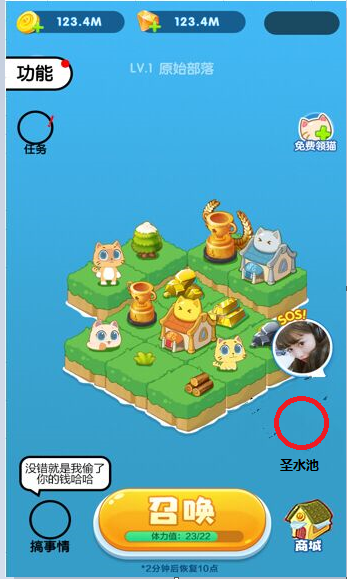 123.4M
123.4M
功能
LV.1 原始部落
任务
免费领猫
SOS!
圣水池
没错就是我偷了
你的钱哈哈
搞事情
召唤
体力值：23/22
*2分钟后恢复10点
商城